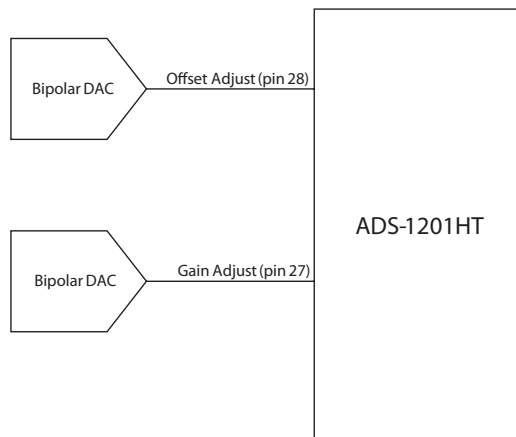 Bipolar DAC
Offset Adjust (pin 28)
ADS-1201HT
Bipolar DAC
Gain Adjust (pin 27)